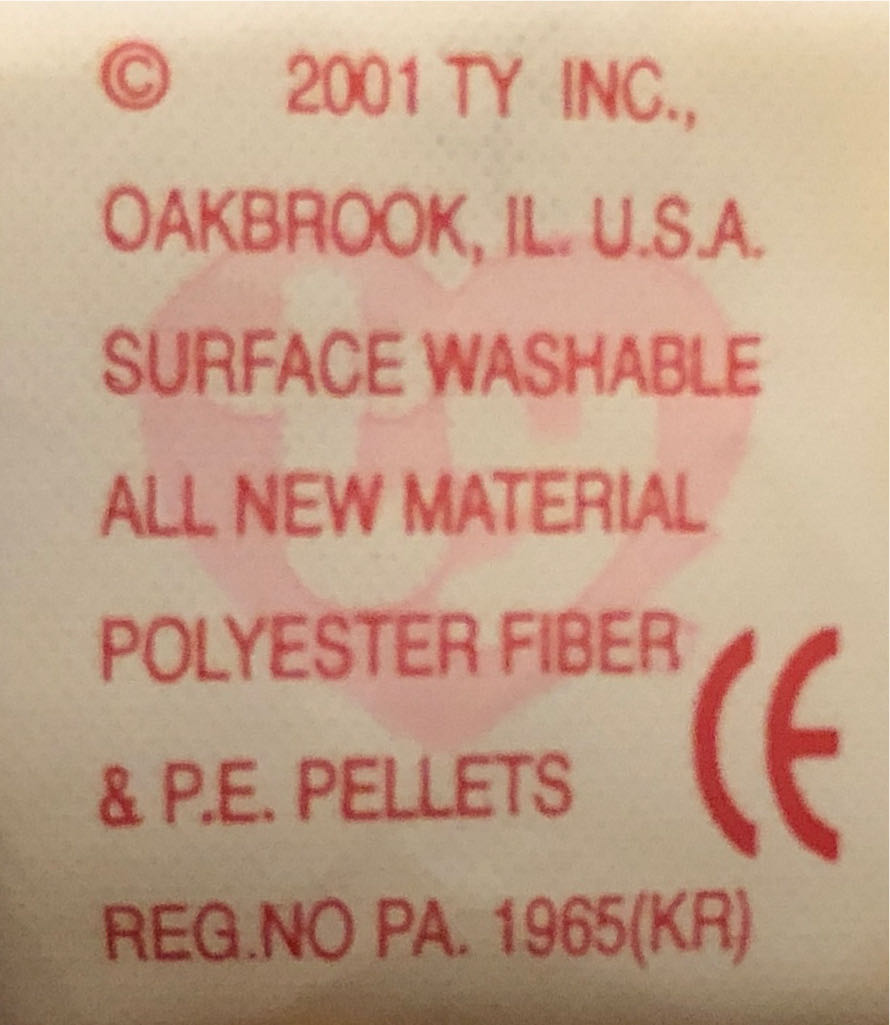 © 2001 TY INC.,
OAKBROOK, IL. U.S.A.
SURFACE WASHABLE
ALL NEW MATERIAL
POLYESTER FIBER
& P.E. PELLETS
CE
REG.NO PA. 1965(KR)
ty